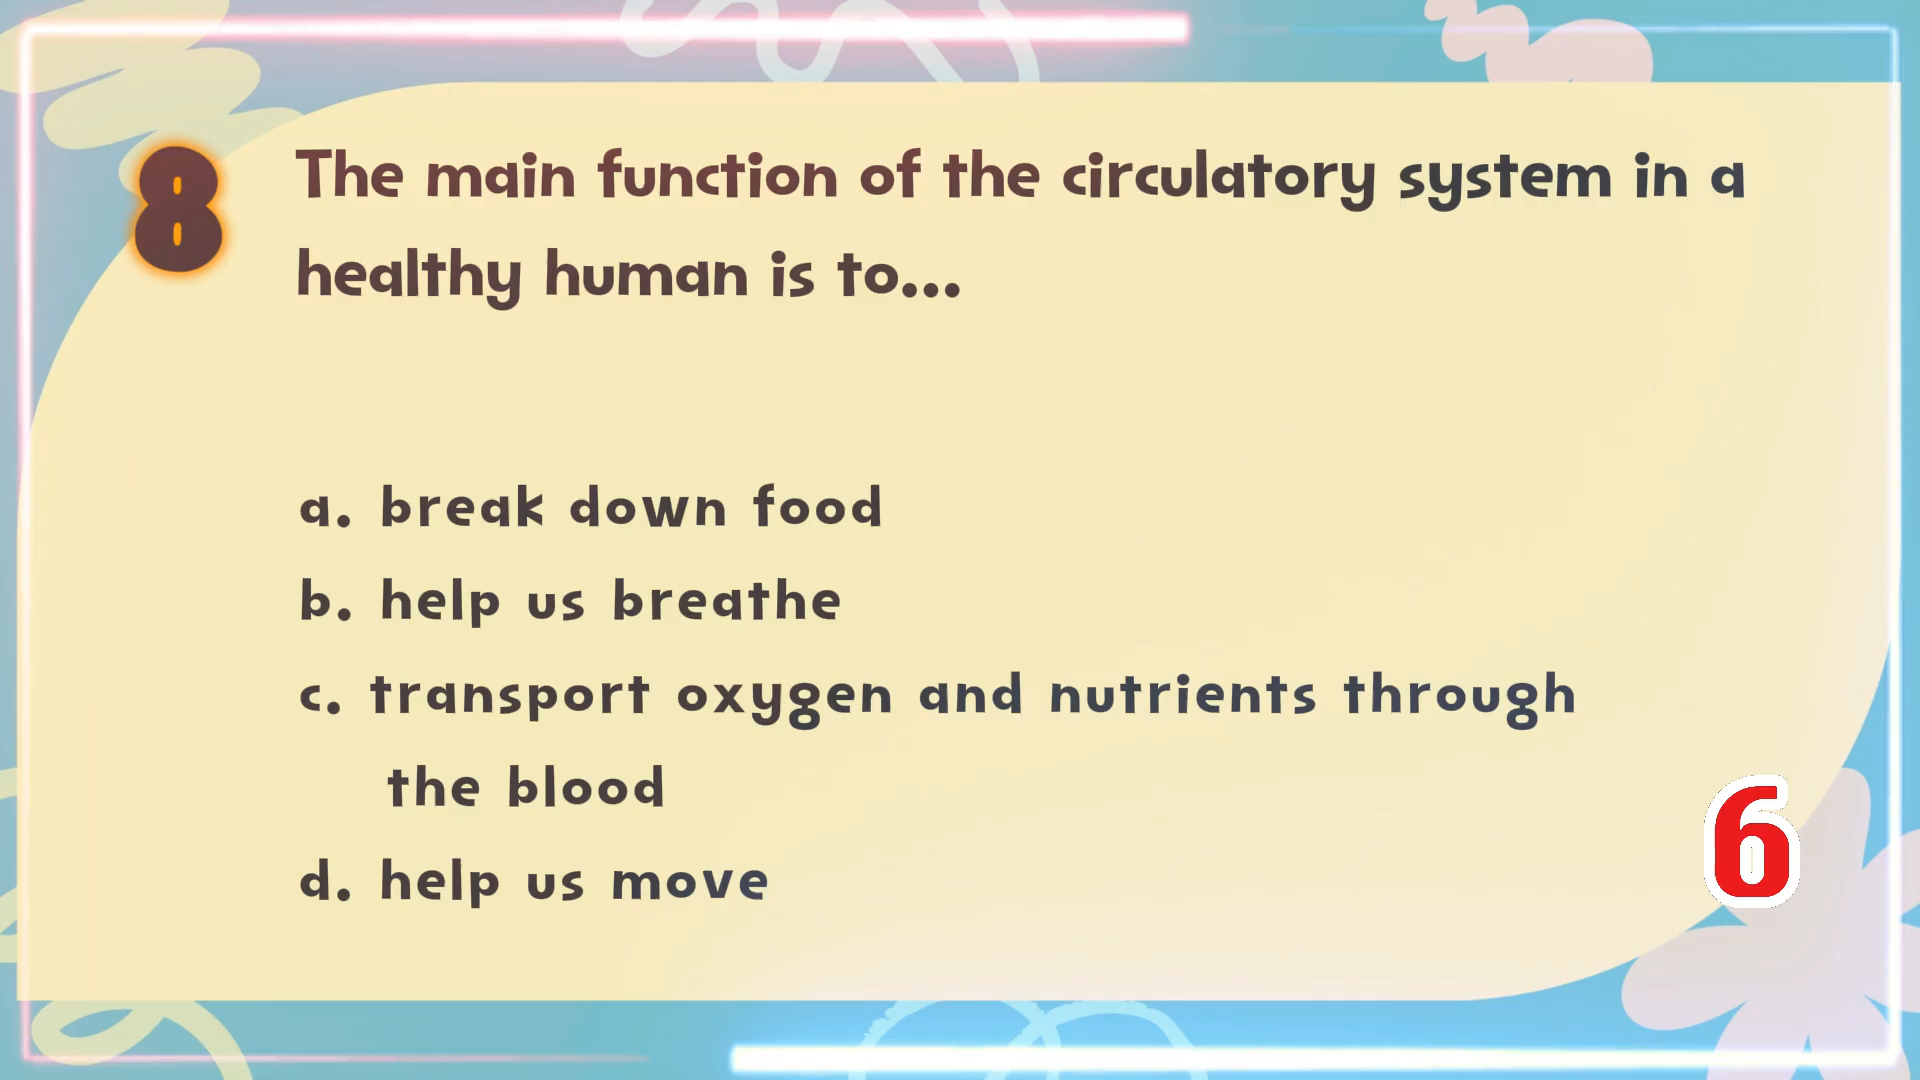 8
The main function of the circulatory system in a
healthy human is to...
a. break down food
b. help us breathe
c. transport oxygen and nutrients through
the blood
d. help us move
6